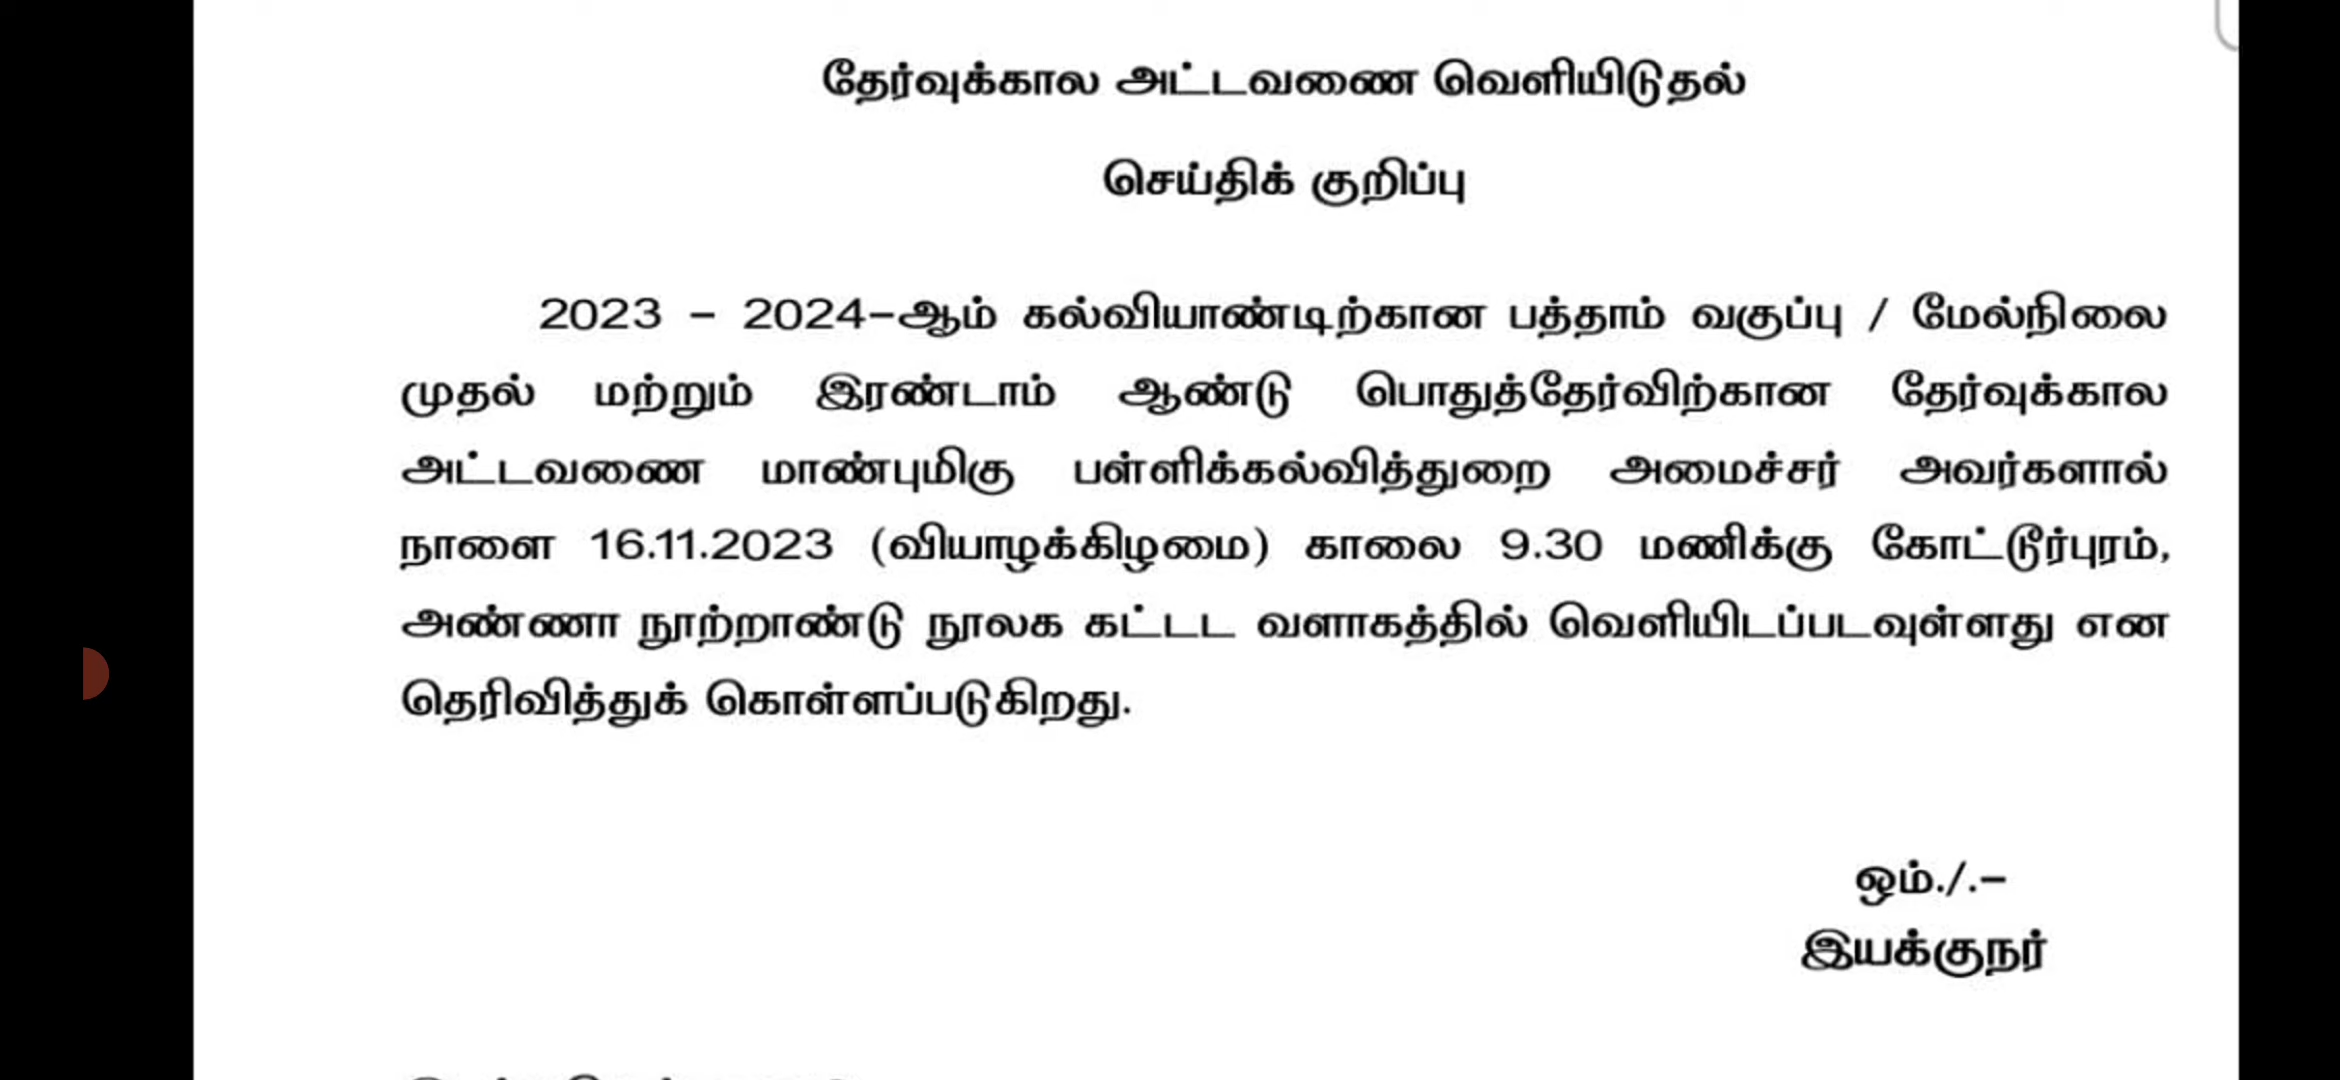 தேர்வுக்கால அட்டவணை வெளியிடுதல்
செய்திக் குறிப்பு
2023 – 2024–ஆம் கல்வியாண்டிற்கான பத்தாம் வகுப்பு / மேல்நிலை
முதல் மற்றும் இரண்டாம் ஆண்டு பொதுத்தேர்விற்கான தேர்வுக்கால
அட்டவணை மாண்புமிகு பள்ளிக்கல்வித்துறை அமைச்சர் அவர்களால்
நாளை 16.11.2023 (வியாழக்கிழமை) காலை 9.30 மணிக்கு கோட்டூர்புரம்,
அண்ணா நூற்றாண்டு நூலக கட்டட வளாகத்தில் வெளியிடப்படவுள்ளது என
தெரிவித்துக் கொள்ளப்படுகிறது.
ஒம்./.–
இயக்குநர்